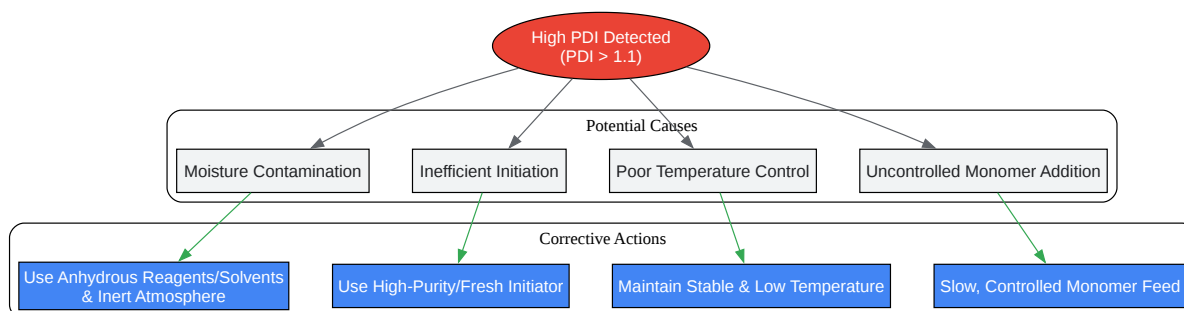 High PDI Detected
(PDI > 1.1)
Potential Causes
Moisture Contamination
Inefficient Initiation
Poor Temperature Control
Uncontrolled Monomer Addition
Corrective Actions
Use Anhydrous Reagents/Solvents
& Inert Atmosphere
Use High-Purity/Fresh Initiator
Maintain Stable & Low Temperature
Slow, Controlled Monomer Feed